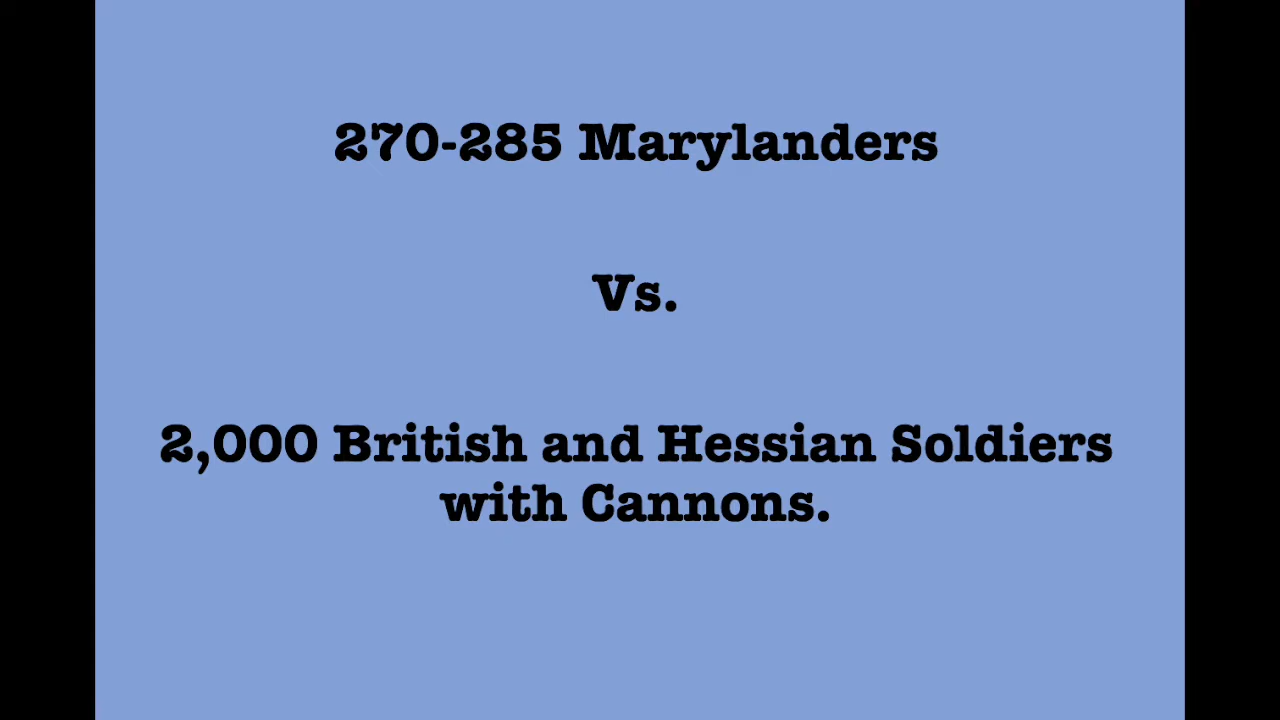 270-285 Marylanders
Vs.
2,000 British and Hessian Soldiers
with Cannons.